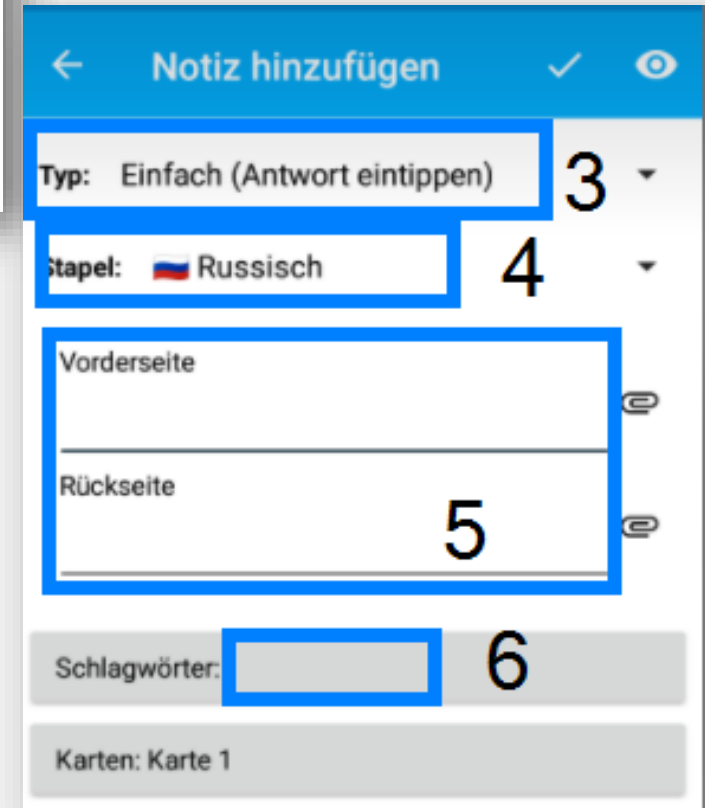 Notiz hinzufügen
Typ: Einfach (Antwort eintippen) 3
Stapel: Russisch 4
Vorderseite
Rückseite
5
Schlagwörter: 6
Karten: Karte 1